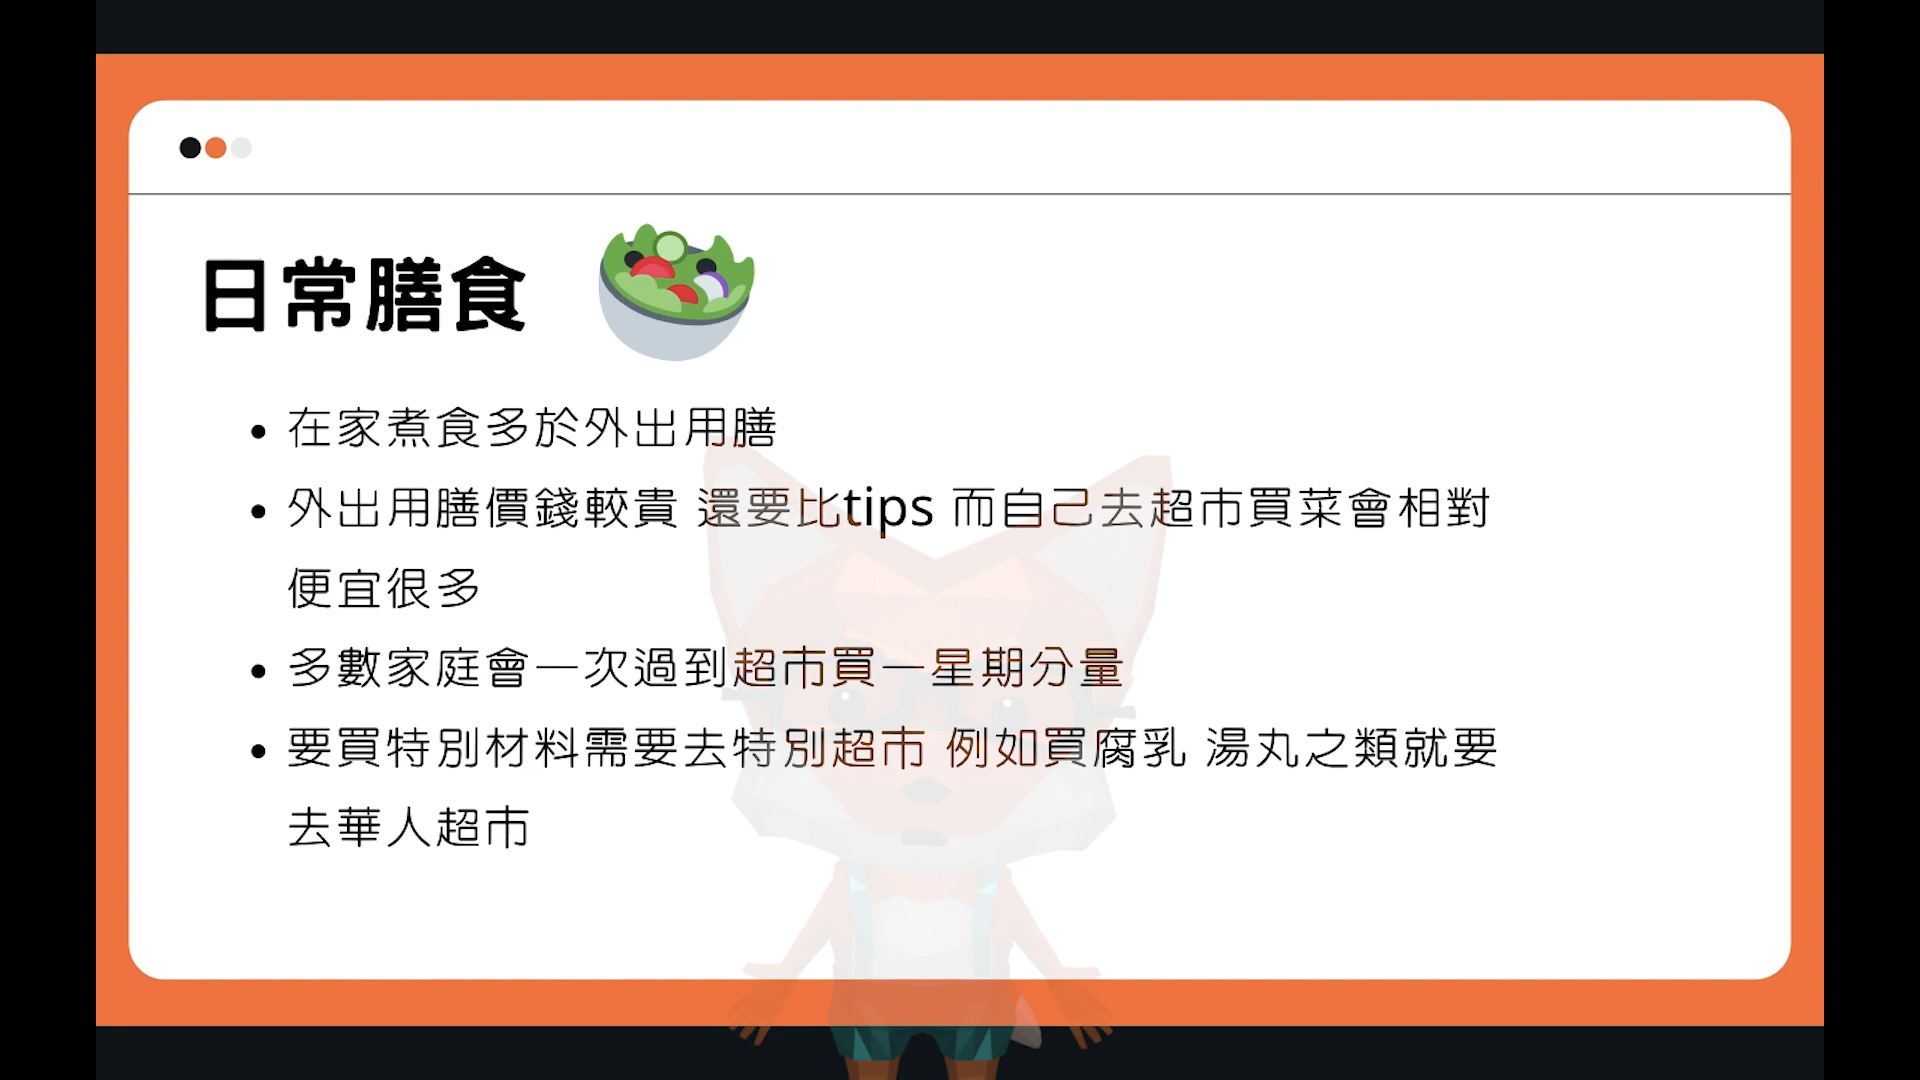 日常膳食
在家煮食多於外出用膳
外出用膳價錢較貴 還要比tips 而自己去超市買菜會相對
便宜很多
多數家庭會一次過到超市買一星期分量
要買特別材料需要去特別超市 例如買腐乳 湯丸之類就要
去華人超市